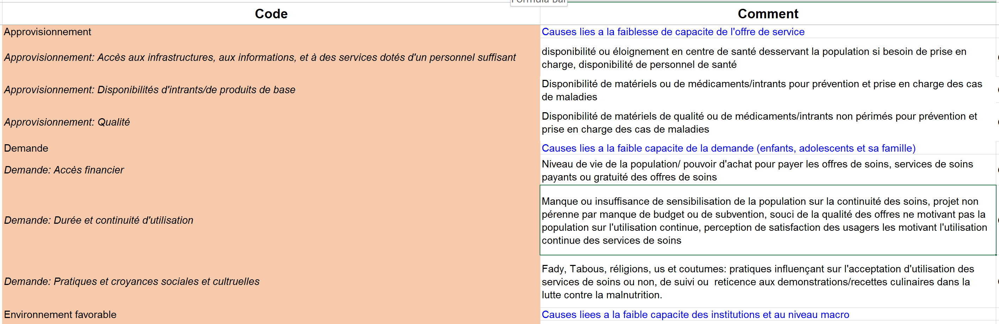 Formula Bar
Code
Comment
Approvisionnement
Causes lies a la faiblesse de capacite de l'offre de service
Approvisionnement: Accès aux infrastructures, aux informations, et à des services dotés d'un personnel suffisant
disponibilité ou éloignement en centre de santé desservant la population si besoin de prise en
charge, disponibilité de personnel de santé
Approvisionnement: Disponibilités d'intrants/de produits de base
Disponibilité de matériels ou de médicaments/intrants pour prévention et prise en charge des cas
de maladies
Approvisionnement: Qualité
Disponibilité de matériels de qualité ou de médicaments/intrants non périmés pour prévention et
prise en charge des cas de maladies
Demande
Causes lies a la faible capacite de la demande (enfants, adolescents et sa famille)
Demande: Accès financier
Niveau de vie de la population/ pouvoir d'achat pour payer les offres de soins, services de soins
payants ou gratuité des offres de soins
Demande: Durée et continuité d'utilisation
Manque ou insuffisance de sensibilisation de la population sur la continuité des soins, projet non
pérenne par manque de budget ou de subvention, souci de la qualité des offres ne motivant pas la
population sur l'utilisation continue, perception de satisfaction des usagers les motivant l'utilisation
continue des services de soins
Demande: Pratiques et croyances sociales et cultruelles
Fady, Tabous, réligions, us et coutumes: pratiques influençant sur l'acceptation d'utilisation des
services de soins ou non, de suivi ou  reticence aux demonstrations/recettes culinaires dans la
lutte contre la malnutrition.
Environnement favorable
Causes liees a la faible capacite des institutions et au niveau macro